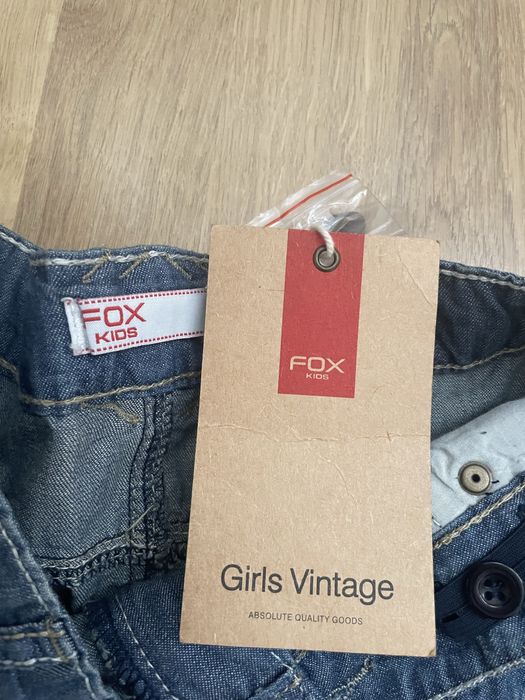 FOX
KIDS
FOX
KIDS
Girls Vintage
ABSOLUTE QUALITY GOODS